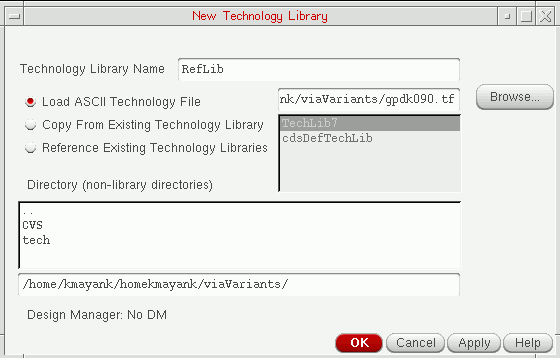 New Technology Library
Technology Library Name RefLib
Load ASCII Technology File nk/viaVariants/gpdk090.tf Browse...
Copy From Existing Technology Library TechLib7
Reference Existing Technology Libraries cdsDefTechLib
Directory (non-library directories)
..
CVS
tech
/home/kmayank/homekmayank/viaVariants/
Design Manager: No DM
OK Cancel Apply Help